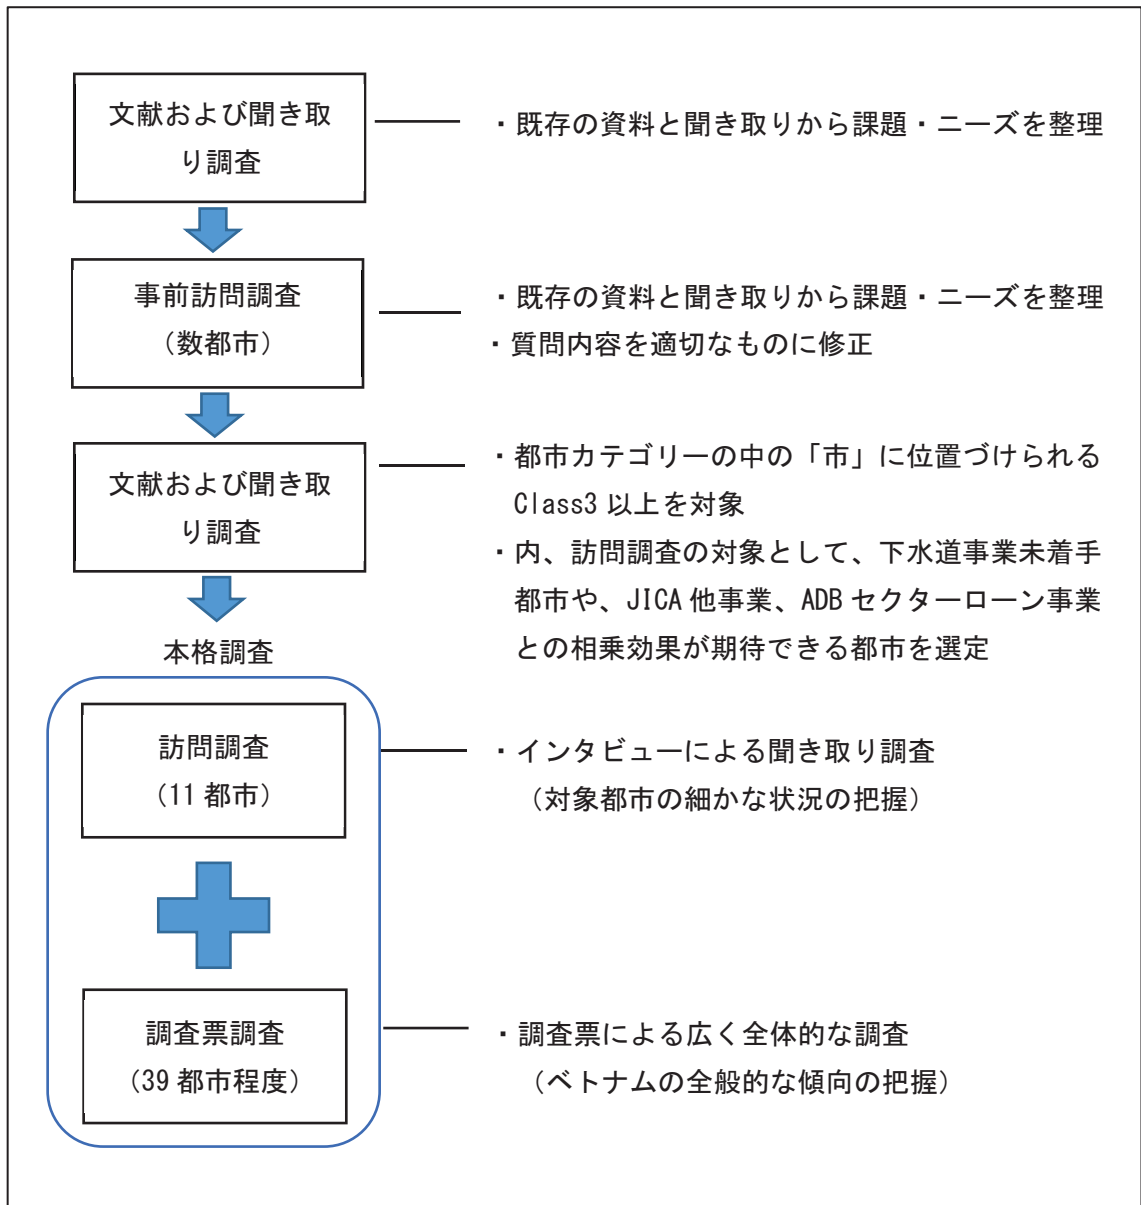 文献および聞き取
り調査
・既存の資料と聞き取りから課題・ニーズを整理
事前訪問調査
（数都市）
・既存の資料と聞き取りから課題・ニーズを整理
・質問内容を適切なものに修正
文献および聞き取
り調査
・都市カテゴリーの中の「市」に位置づけられる
Class3 以上を対象
・内、訪問調査の対象として、下水道事業未着手
都市や、JICA 他事業、ADB セクターローン事業
との相乗効果が期待できる都市を選定
本格調査
訪問調査
（11 都市）
・インタビューによる聞き取り調査
（対象都市の細かな状況の把握）
調査票調査
（39 都市程度）
・調査票による広く全体的な調査
（ベトナムの全般的な傾向の把握）